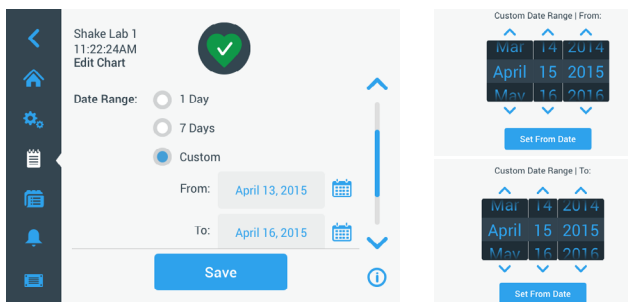 Shake Lab 1
11:22:24AM
Edit Chart
Date Range:
1 Day
7 Days
Custom
From:
April 13, 2015
To:
April 16, 2015
Save
Custom Date Range | From:
Mar 14 2014
April 15 2015
May 16 2016
Set From Date
Custom Date Range | To:
Mar 14 2014
April 15 2015
May 16 2016
Set From Date